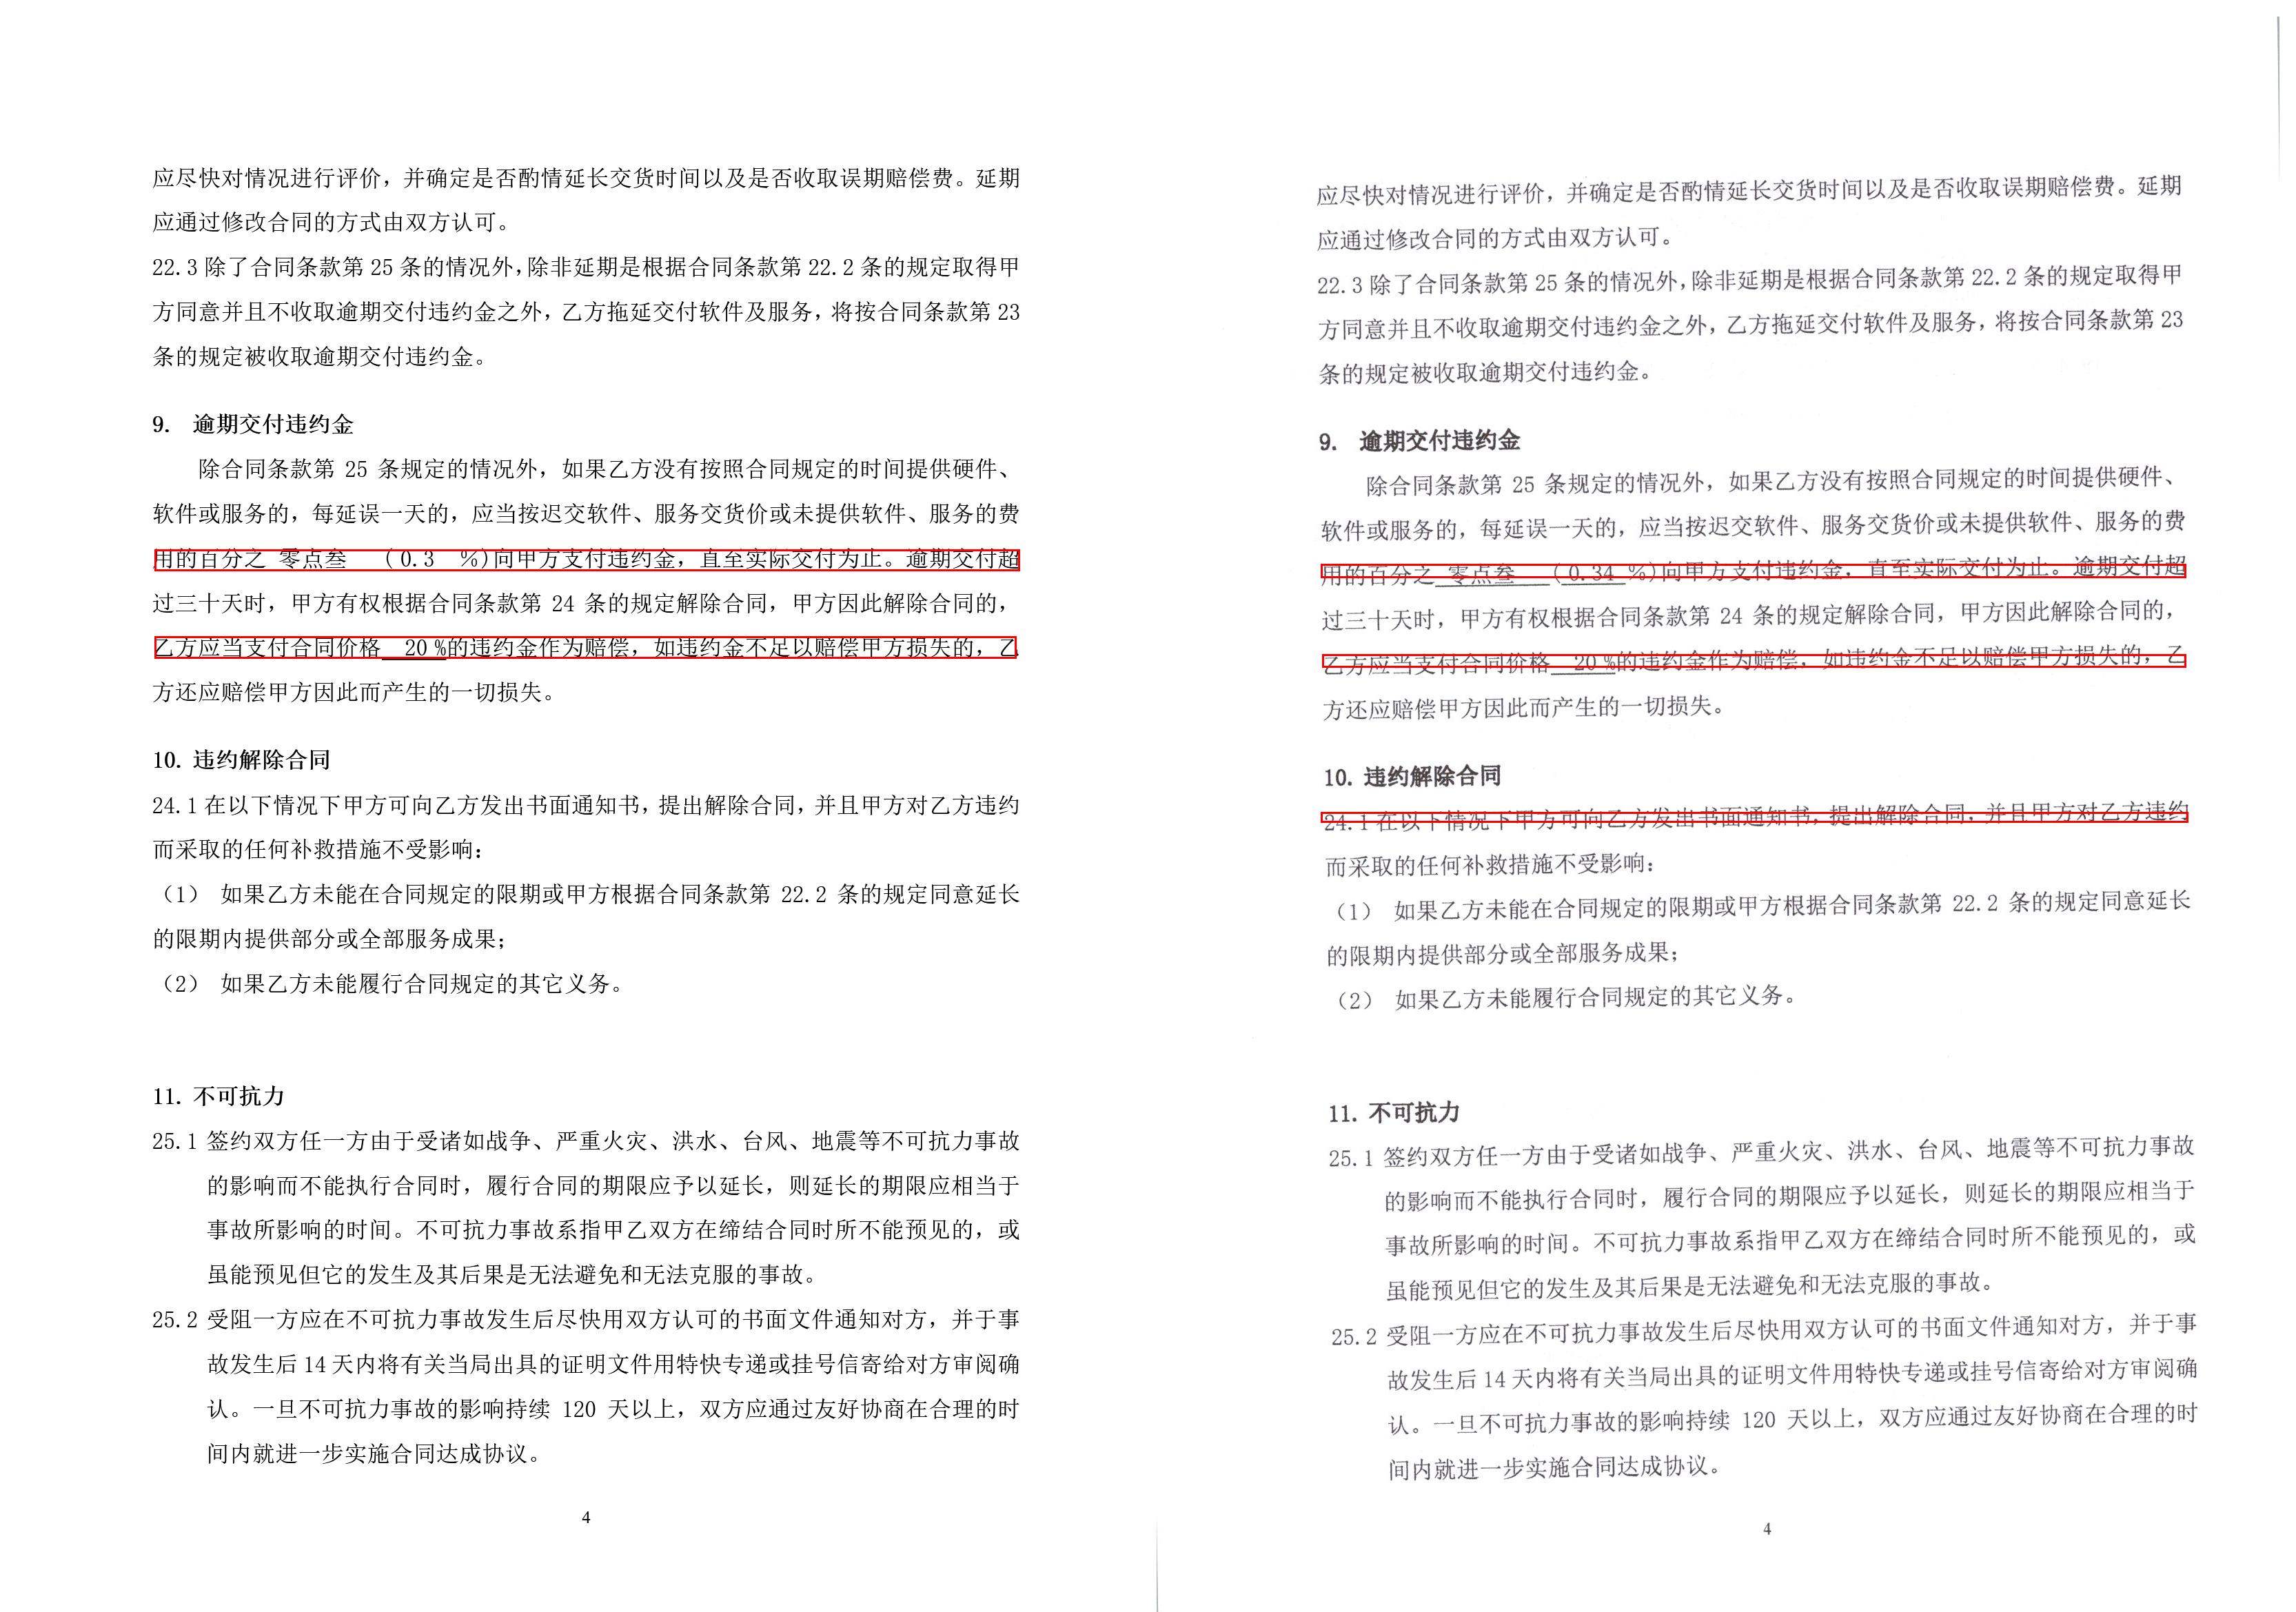 应尽快对情况进行评价，并确定是否酌情延长交货时间以及是否收取误期赔偿费。延期
应通过修改合同的方式由双方认可。
22.3 除了合同条款第 25 条的情况外，除非延期是根据合同条款第 22.2 条的规定取得甲
方同意并且不收取逾期交付违约金之外，乙方拖延交付软件及服务，将按合同条款第 23
条的规定被收取逾期交付违约金。
9. 逾期交付违约金
除合同条款第 25 条规定的情况外，如果乙方没有按照合同规定的时间提供硬件、
软件或服务的，每延误一天的，应当按迟交软件、服务交货价或未提供软件、服务的费
用的百分之 零点叁 （ 0.3 %)向甲方支付违约金，直至实际交付为止。逾期交付超
过三十天时，甲方有权根据合同条款第 24 条的规定解除合同，甲方因此解除合同的，
乙方应当支付合同价格 20 %的违约金作为赔偿，如违约金不足以赔偿甲方损失的，乙
方还应赔偿甲方因此而产生的一切损失。
10. 违约解除合同
24.1 在以下情况下甲方可向乙方发出书面通知书，提出解除合同，并且甲方对乙方违约
而采取的任何补救措施不受影响：
（1） 如果乙方未能在合同规定的限期或甲方根据合同条款第 22.2 条的规定同意延长
的限期内提供部分或全部服务成果；
（2） 如果乙方未能履行合同规定的其它义务。
11. 不可抗力
25.1 签约双方任一方由于受诸如战争、严重火灾、洪水、台风、地震等不可抗力事故
的影响而不能执行合同时，履行合同的期限应予以延长，则延长的期限应相当于
事故所影响的时间。不可抗力事故系指甲乙双方在缔结合同时所不能预见的，或
虽能预见但它的发生及其后果是无法避免和无法克服的事故。
25.2 受阻一方应在不可抗力事故发生后尽快用双方认可的书面文件通知对方，并于事
故发生后 14 天内将有关当局出具的证明文件用特快专递或挂号信寄给对方审阅确
认。一旦不可抗力事故的影响持续 120 天以上，双方应通过友好协商在合理的时
间内就进一步实施合同达成协议。
4
应尽快对情况进行评价，并确定是否酌情延长交货时间以及是否收取误期赔偿费。延期
应通过修改合同的方式由双方认可。
22.3 除了合同条款第 25 条的情况外，除非延期是根据合同条款第 22.2 条的规定取得甲
方同意并且不收取逾期交付违约金之外，乙方拖延交付软件及服务，将按合同条款第 23
条的规定被收取逾期交付违约金。
9. 逾期交付违约金
除合同条款第 25 条规定的情况外，如果乙方没有按照合同规定的时间提供硬件、
软件或服务的，每延误一天的，应当按迟交软件、服务交货价或未提供软件、服务的费
用的百分之 零点叁 （ 0.34 %)向甲方支付违约金，直至实际交付为止。逾期交付超
过三十天时，甲方有权根据合同条款第 24 条的规定解除合同，甲方因此解除合同的，
乙方应当支付合同价格 20 %的违约金作为赔偿，如违约金不足以赔偿甲方损失的，乙
方还应赔偿甲方因此而产生的一切损失。
10. 违约解除合同
24.1 在以下情况下甲方可向乙方发出书面通知书，提出解除合同，并且甲方对乙方违约
而采取的任何补救措施不受影响：
（1） 如果乙方未能在合同规定的限期或甲方根据合同条款第 22.2 条的规定同意延长
的限期内提供部分或全部服务成果；
（2） 如果乙方未能履行合同规定的其它义务。
11. 不可抗力
25.1 签约双方任一方由于受诸如战争、严重火灾、洪水、台风、地震等不可抗力事故
的影响而不能执行合同时，履行合同的期限应予以延长，则延长的期限应相当于
事故所影响的时间。不可抗力事故系指甲乙双方在缔结合同时所不能预见的，或
虽能预见但它的发生及其后果是无法避免和无法克服的事故。
25.2 受阻一方应在不可抗力事故发生后尽快用双方认可的书面文件通知对方，并于事
故发生后 14 天内将有关当局出具的证明文件用特快专递或挂号信寄给对方审阅确
认。一旦不可抗力事故的影响持续 120 天以上，双方应通过友好协商在合理的时
间内就进一步实施合同达成协议。
4